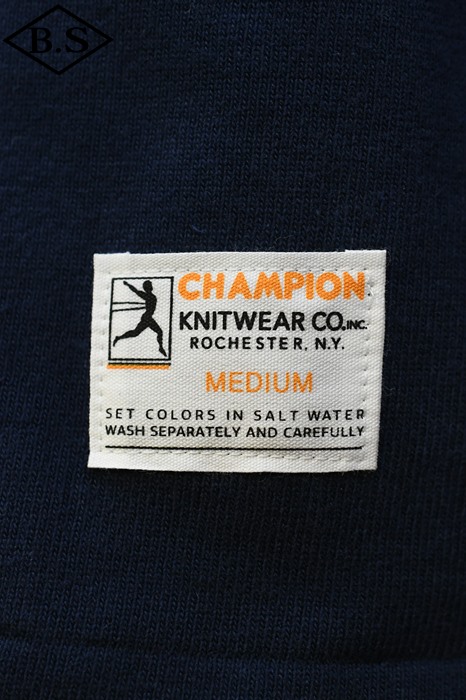 B.S
CHAMPION.
KNITWEAR CO.INC.
ROCHESTER, N.Y.
MEDIUM
SET COLORS IN SALT WATER
WASH SEPARATELY AND CAREFULLY